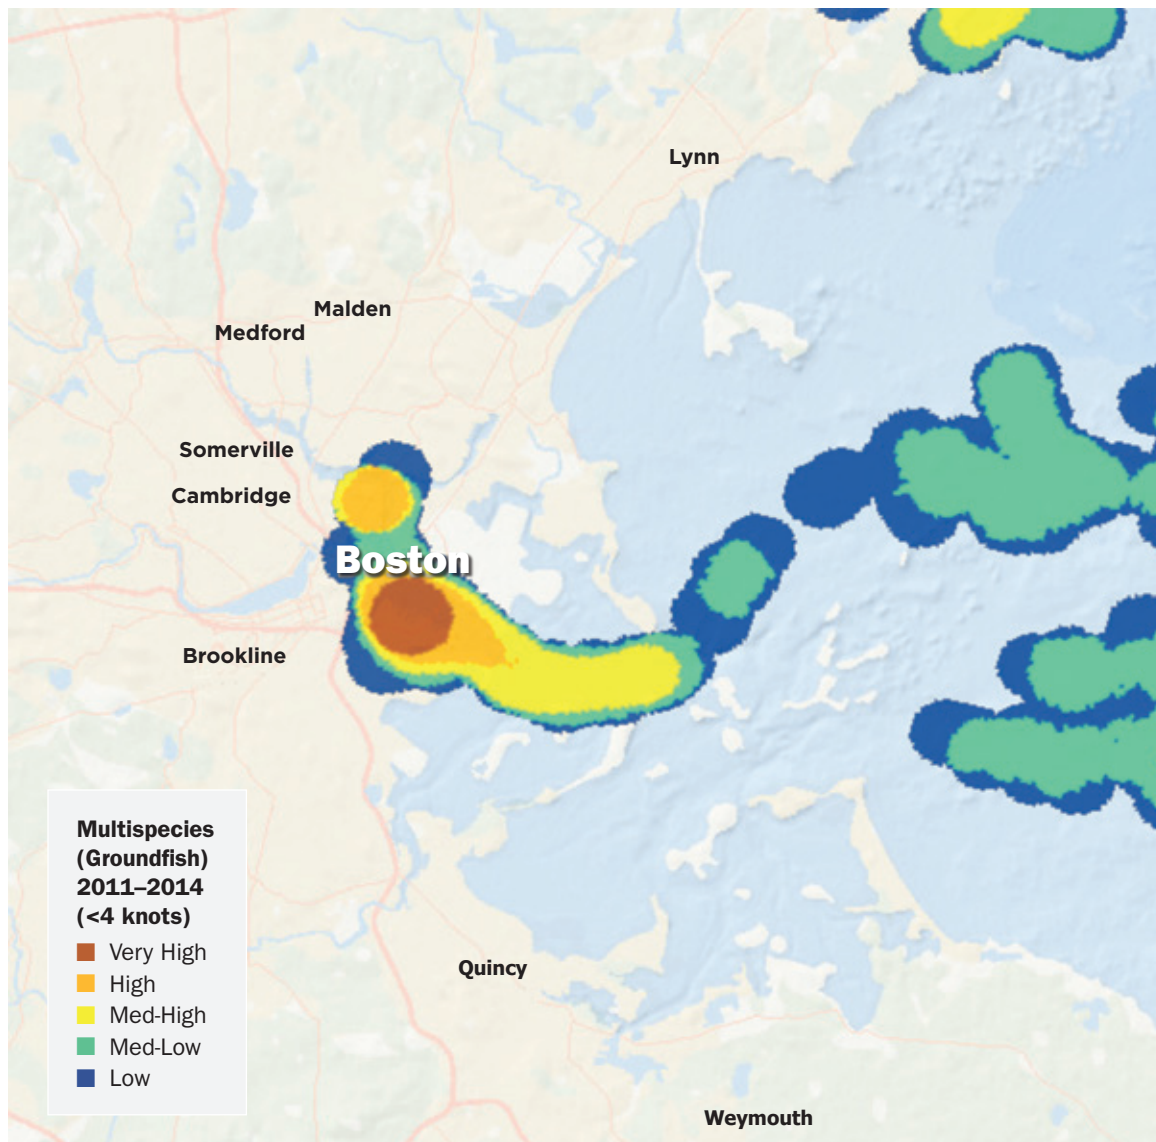 Lynn
Malden
Medford
Somerville
Cambridge
Boston
Brookline
Multispecies
(Groundfish)
2011–2014
(<4 knots)
Very High
High
Med-High
Med-Low
Low
Quincy
Weymouth